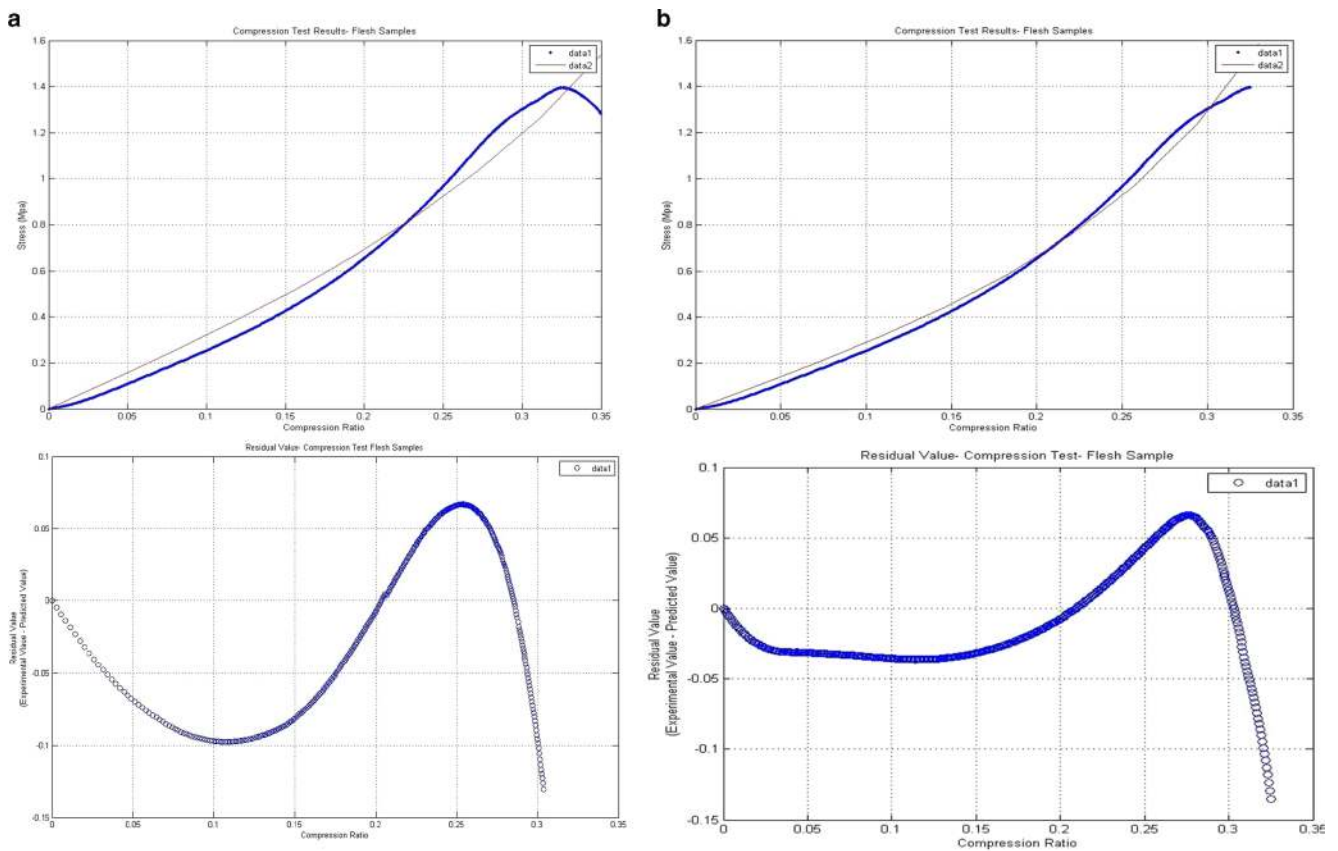 a
Compression Test Results- Flesh Samples
data1
data2
Stress (Mpa)
1.6
1.4
1.2
1
0.8
0.6
0.4
0.2
0
0
0.05
0.1
0.15
0.2
0.25
0.3
0.35
Compression Ratio
Residual Value- Compression Test Flesh Samples
data1
Residual Value
(Experimental Vlaue - Predicted Value)
0.1
0.05
0
-0.05
-0.1
-0.15
0
0.05
0.1
0.15
0.2
0.25
0.3
0.35
Compression Ratio
b
Compression Test Results- Flesh Samples
data1
data2
Stress (Mpa)
1.6
1.4
1.2
1
0.8
0.6
0.4
0.2
0
0
0.05
0.1
0.15
0.2
0.25
0.3
0.35
Compression Ratio
Residual Value- Compression Test- Flesh Sample
data1
Residual Value
(Experimental Value - Predicted Value)
0.1
0.05
0
-0.05
-0.1
-0.15
0
0.05
0.1
0.15
0.2
0.25
0.3
0.35
Compression Ratio